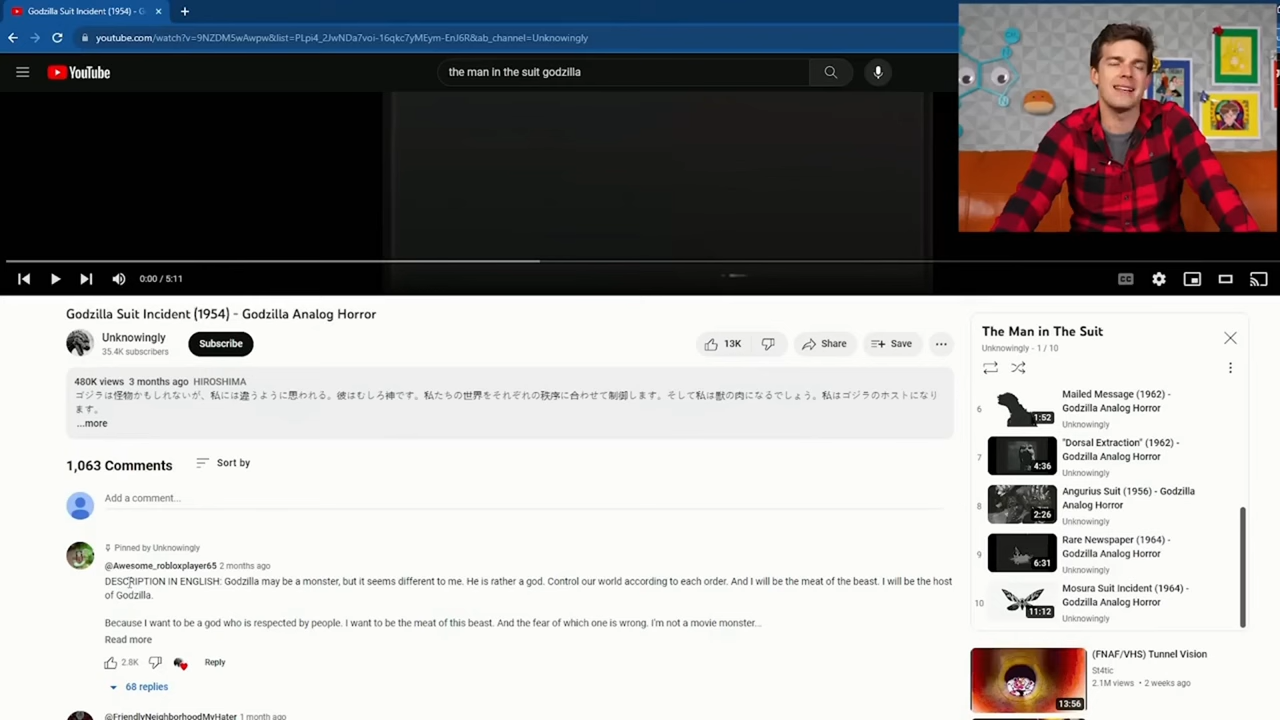 Godzilla Suit Incident (1954) - G
youtube.com/watch?v=9NZDM5wAwpw&list=PLpi4_2JwNDa7voi-16qkc7yMEym-EnJ6R&ab_channel=Unknowingly
YouTube
the man in the suit godzilla
0:00 / 5:11
CC
Godzilla Suit Incident (1954) - Godzilla Analog Horror
Unknowingly
35.4K subscribers
Subscribe
13K
Share
Save
480K views 3 months ago HIROSHIMA
ゴジラは怪物かもしれないが、私には違うように思われる。彼はむしろ神です。私たちの世界をそれぞれの秩序に合わせて制御します。そして私は獣の肉になるでしょう。私はゴジラのホストになり
ます。
...more
1,063 Comments
Sort by
Add a comment...
Pinned by Unknowingly
@Awesome_robloxplayer65 2 months ago
DESCRIPTION IN ENGLISH: Godzilla may be a monster, but it seems different to me. He is rather a god. Control our world according to each order. And I will be the meat of the beast. I will be the host
of Godzilla.
Because I want to be a god who is respected by people. I want to be the meat of this beast. And the fear of which one is wrong. I'm not a movie monster...
Read more
2.8K
Reply
68 replies
@FriendlyNeighborhoodMyHater 1 month ago
The Man in The Suit
Unknowingly - 1 / 10
6
Mailed Message (1962) -
Godzilla Analog Horror
Unknowingly
1:52
7
"Dorsal Extraction" (1962) -
Godzilla Analog Horror
Unknowingly
4:36
8
Angurius Suit (1956) - Godzilla
Analog Horror
Unknowingly
2:26
9
Rare Newspaper (1964) -
Godzilla Analog Horror
Unknowingly
6:31
10
Mosura Suit Incident (1964) -
Godzilla Analog Horror
Unknowingly
11:12
(FNAF/VHS) Tunnel Vision
St4tic
2.1M views • 2 weeks ago
13:56